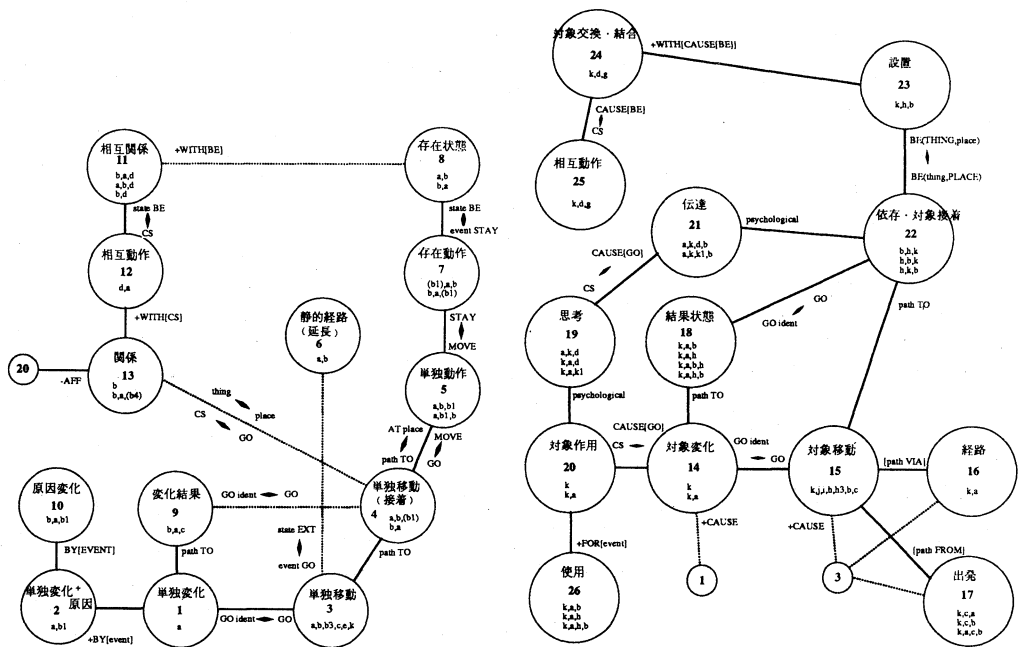 対象交換・結合
24
k,d,g
+WITH[CAUSE[BE]]
設置
23
k,h,b
CAUSE[BE]
CS
相互動作
25
k,d,g
BE(THING,place)
BE(thing,PLACE)
相互関係
11
b,a,d
a,b,d
b,d
+WITH[BE]
存在状態
8
a,b
b,a
state BE
CS
state BE
event STAY
相互動作
12
d,a
存在動作
7
(b1),a,b
b,a,(b1)
+WITH[CS]
STAY
MOVE
静的経路
(延長)
6
a,b
関係
13
b
b,a,(b4)
20
-AFF
単独動作
5
a,b,b1
a,b1,b
thing
place
CS
GO
AT place
path TO
MOVE
GO
単独移動
(接着)
4
a,b,(b1)
b,a
原因変化
10
b,a,b1
変化結果
9
b,a,c
GO ident
GO
BY[EVENT]
path TO
state EXT
event GO
path TO
単独変化+
原因
2
a,b1
+BY[event]
単独変化
1
a
GO ident
GO
単独移動
3
a,b,b3,c,e,k
伝達
21
a,k,d,b
a,k,k1,b
psychological
依存・対象接着
22
b,h,k
h,b,k
h,k,b
CAUSE[GO]
CS
GO
GO ident
path TO
思考
19
a,k,d
k,a,d
k,a,k1
結果状態
18
k,a,b
k,a,h
k,a,b,h
k,a,h,b
psychological
path TO
対象作用
20
k
k,a
CAUSE[GO]
CS
対象変化
14
k
k,a
GO ident
GO
対象移動
15
k,j,i,h,h3,b,c
[path VIA]
経路
16
k,a
+FOR[event]
+CAUSE
+CAUSE
[path FROM]
使用
26
k,a,b
k,a,h
k,a,h,b
1
3
出発
17
k,c,a
k,c,b
k,a,c,b